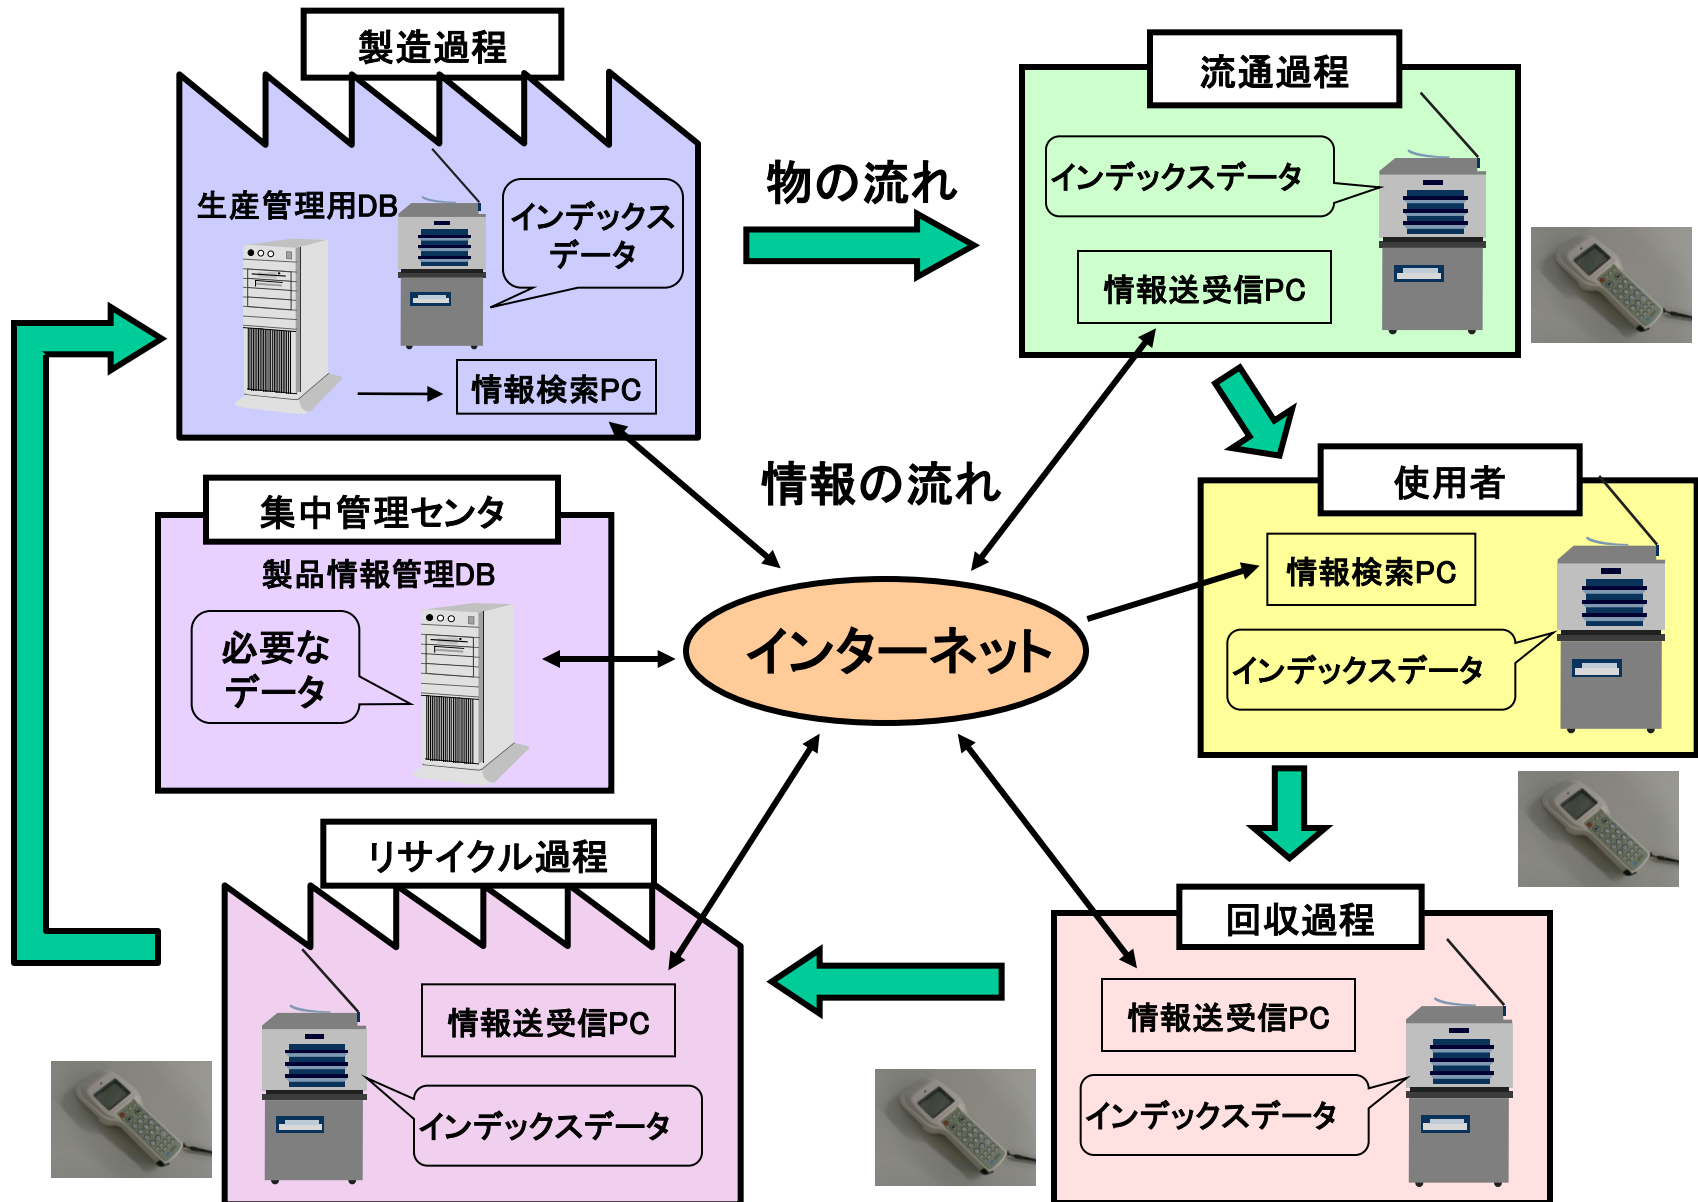 製造過程
生産管理用DB
インデックス
データ
情報検索PC
物の流れ
流通過程
インデックスデータ
情報送受信PC
情報の流れ
集中管理センタ
製品情報管理DB
必要な
データ
インターネット
使用者
情報検索PC
インデックスデータ
リサイクル過程
情報送受信PC
インデックスデータ
回収過程
情報送受信PC
インデックスデータ